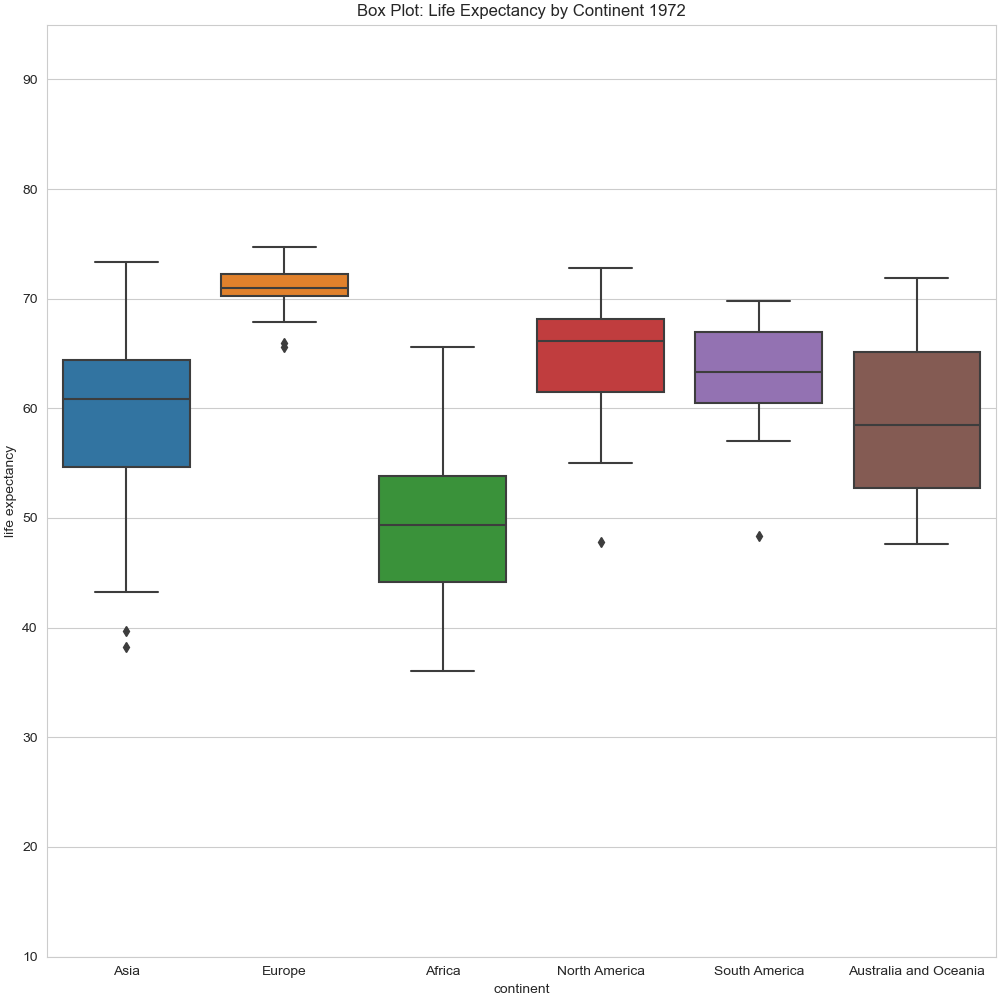 Box Plot: Life Expectancy by Continent 1972
life expectancy
90
80
70
60
50
40
30
20
10
Asia Europe Africa North America South America Australia and Oceania
continent